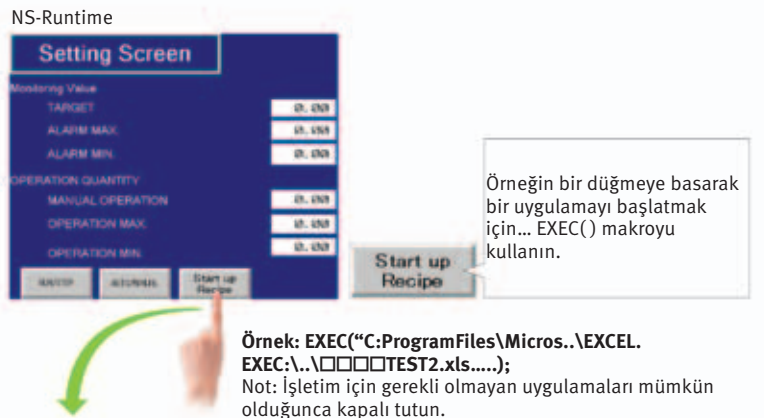 NS-Runtime
Setting Screen
Monitoring Value
TARGET 0.00
ALARM MAX. 0.00
ALARM MIN. 0.00
OPERATION QUANTITY
MANUAL OPERATION 0.00
OPERATION MAX. 0.00
OPERATION MIN. 0.00
Start up
Recipe
Start up
Recipe
Örneğin bir düğmeye basarak
bir uygulamayı başlatmak
için... EXEC() makroyu
kullanın.
Örnek: EXEC(“C:ProgramFiles\Micros..\EXCEL.
EXEC:\..\□□□□TEST2.xls.....);
Not: İşletim için gerekli olmayan uygulamaları mümkün
olduğunca kapalı tutun.